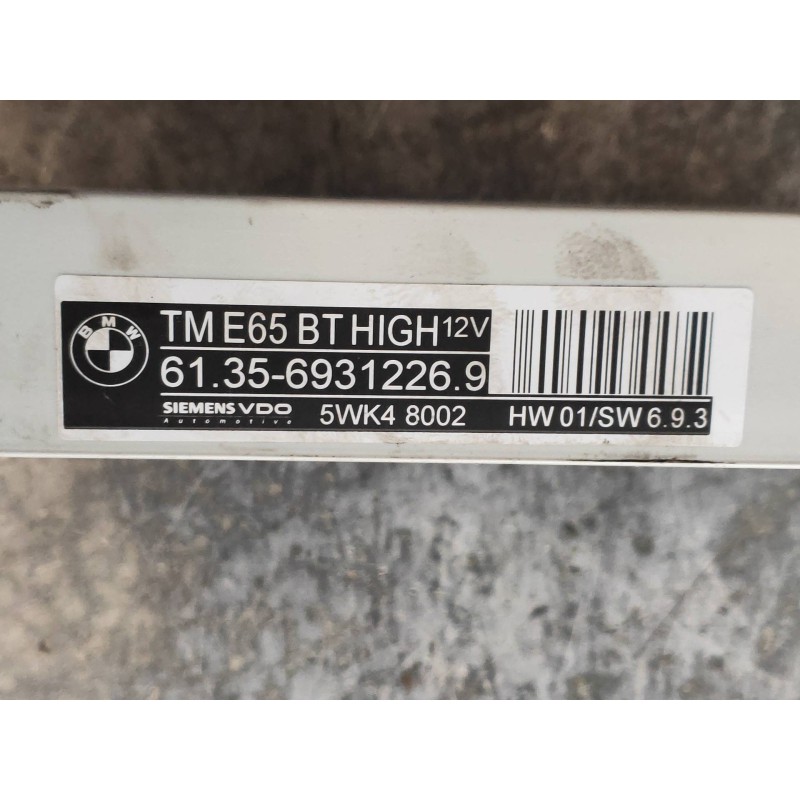 BMW
TM E65 BT HIGH 12V
61.35-6931226.9
SIEMENS VDO
Automotive
5WK4 8002
HW 01/SW 6.9.3